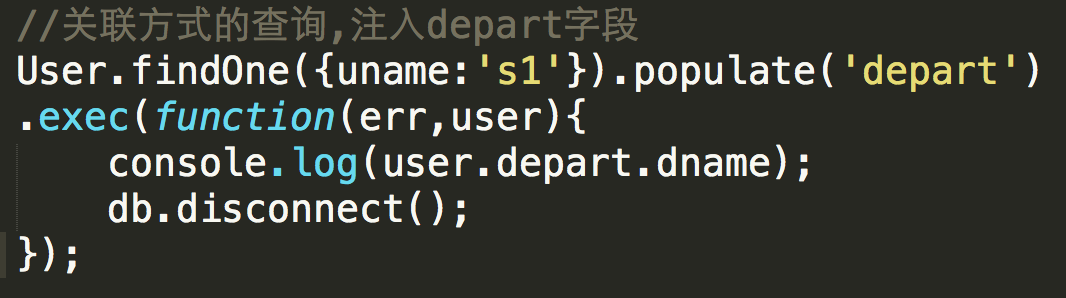 //关联方式的查询,注入depart字段
User.findOne({uname:'s1'}).populate('depart')
.exec(function(err,user){
    console.log(user.depart.dname);
    db.disconnect();
});